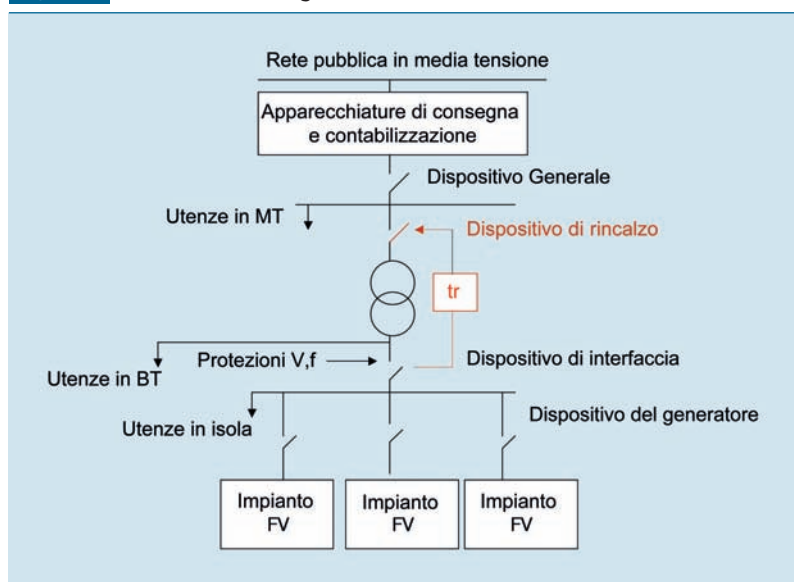 Rete pubblica in media tensione
Apparecchiature di consegna
e contabilizzazione
Dispositivo Generale
Utenze in MT
Dispositivo di rincalzo
tr
Protezioni V,f
Dispositivo di interfaccia
Utenze in BT
Utenze in isola
Dispositivo del generatore
Impianto
FV
Impianto
FV
Impianto
FV